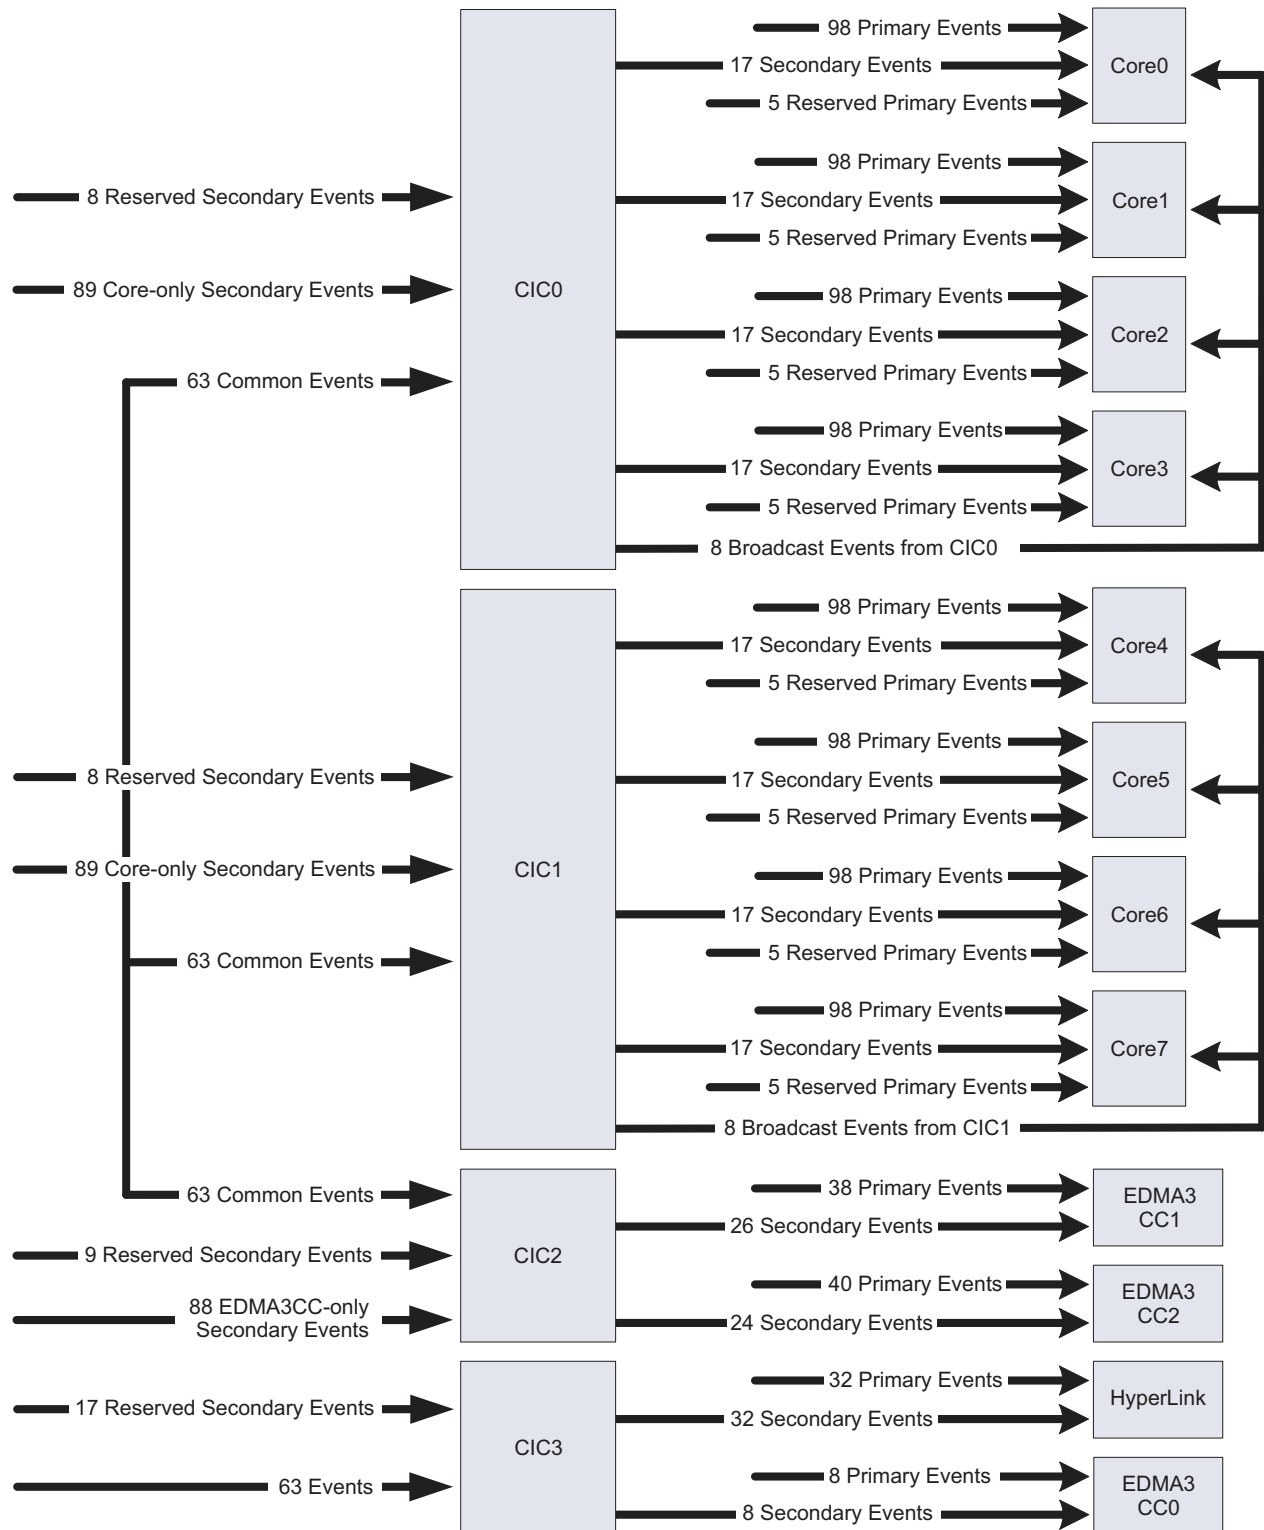 98 Primary Events
17 Secondary Events
5 Reserved Primary Events
Core0
98 Primary Events
8 Reserved Secondary Events
17 Secondary Events
5 Reserved Primary Events
Core1
89 Core-only Secondary Events
CIC0
98 Primary Events
17 Secondary Events
5 Reserved Primary Events
Core2
63 Common Events
98 Primary Events
17 Secondary Events
5 Reserved Primary Events
Core3
8 Broadcast Events from CIC0
98 Primary Events
17 Secondary Events
5 Reserved Primary Events
Core4
98 Primary Events
8 Reserved Secondary Events
17 Secondary Events
5 Reserved Primary Events
Core5
89 Core-only Secondary Events
CIC1
98 Primary Events
17 Secondary Events
5 Reserved Primary Events
Core6
63 Common Events
98 Primary Events
17 Secondary Events
5 Reserved Primary Events
Core7
8 Broadcast Events from CIC1
63 Common Events
38 Primary Events
26 Secondary Events
EDMA3
CC1
9 Reserved Secondary Events
CIC2
88 EDMA3CC-only
Secondary Events
40 Primary Events
24 Secondary Events
EDMA3
CC2
17 Reserved Secondary Events
32 Primary Events
32 Secondary Events
HyperLink
CIC3
63 Events
8 Primary Events
8 Secondary Events
EDMA3
CC0